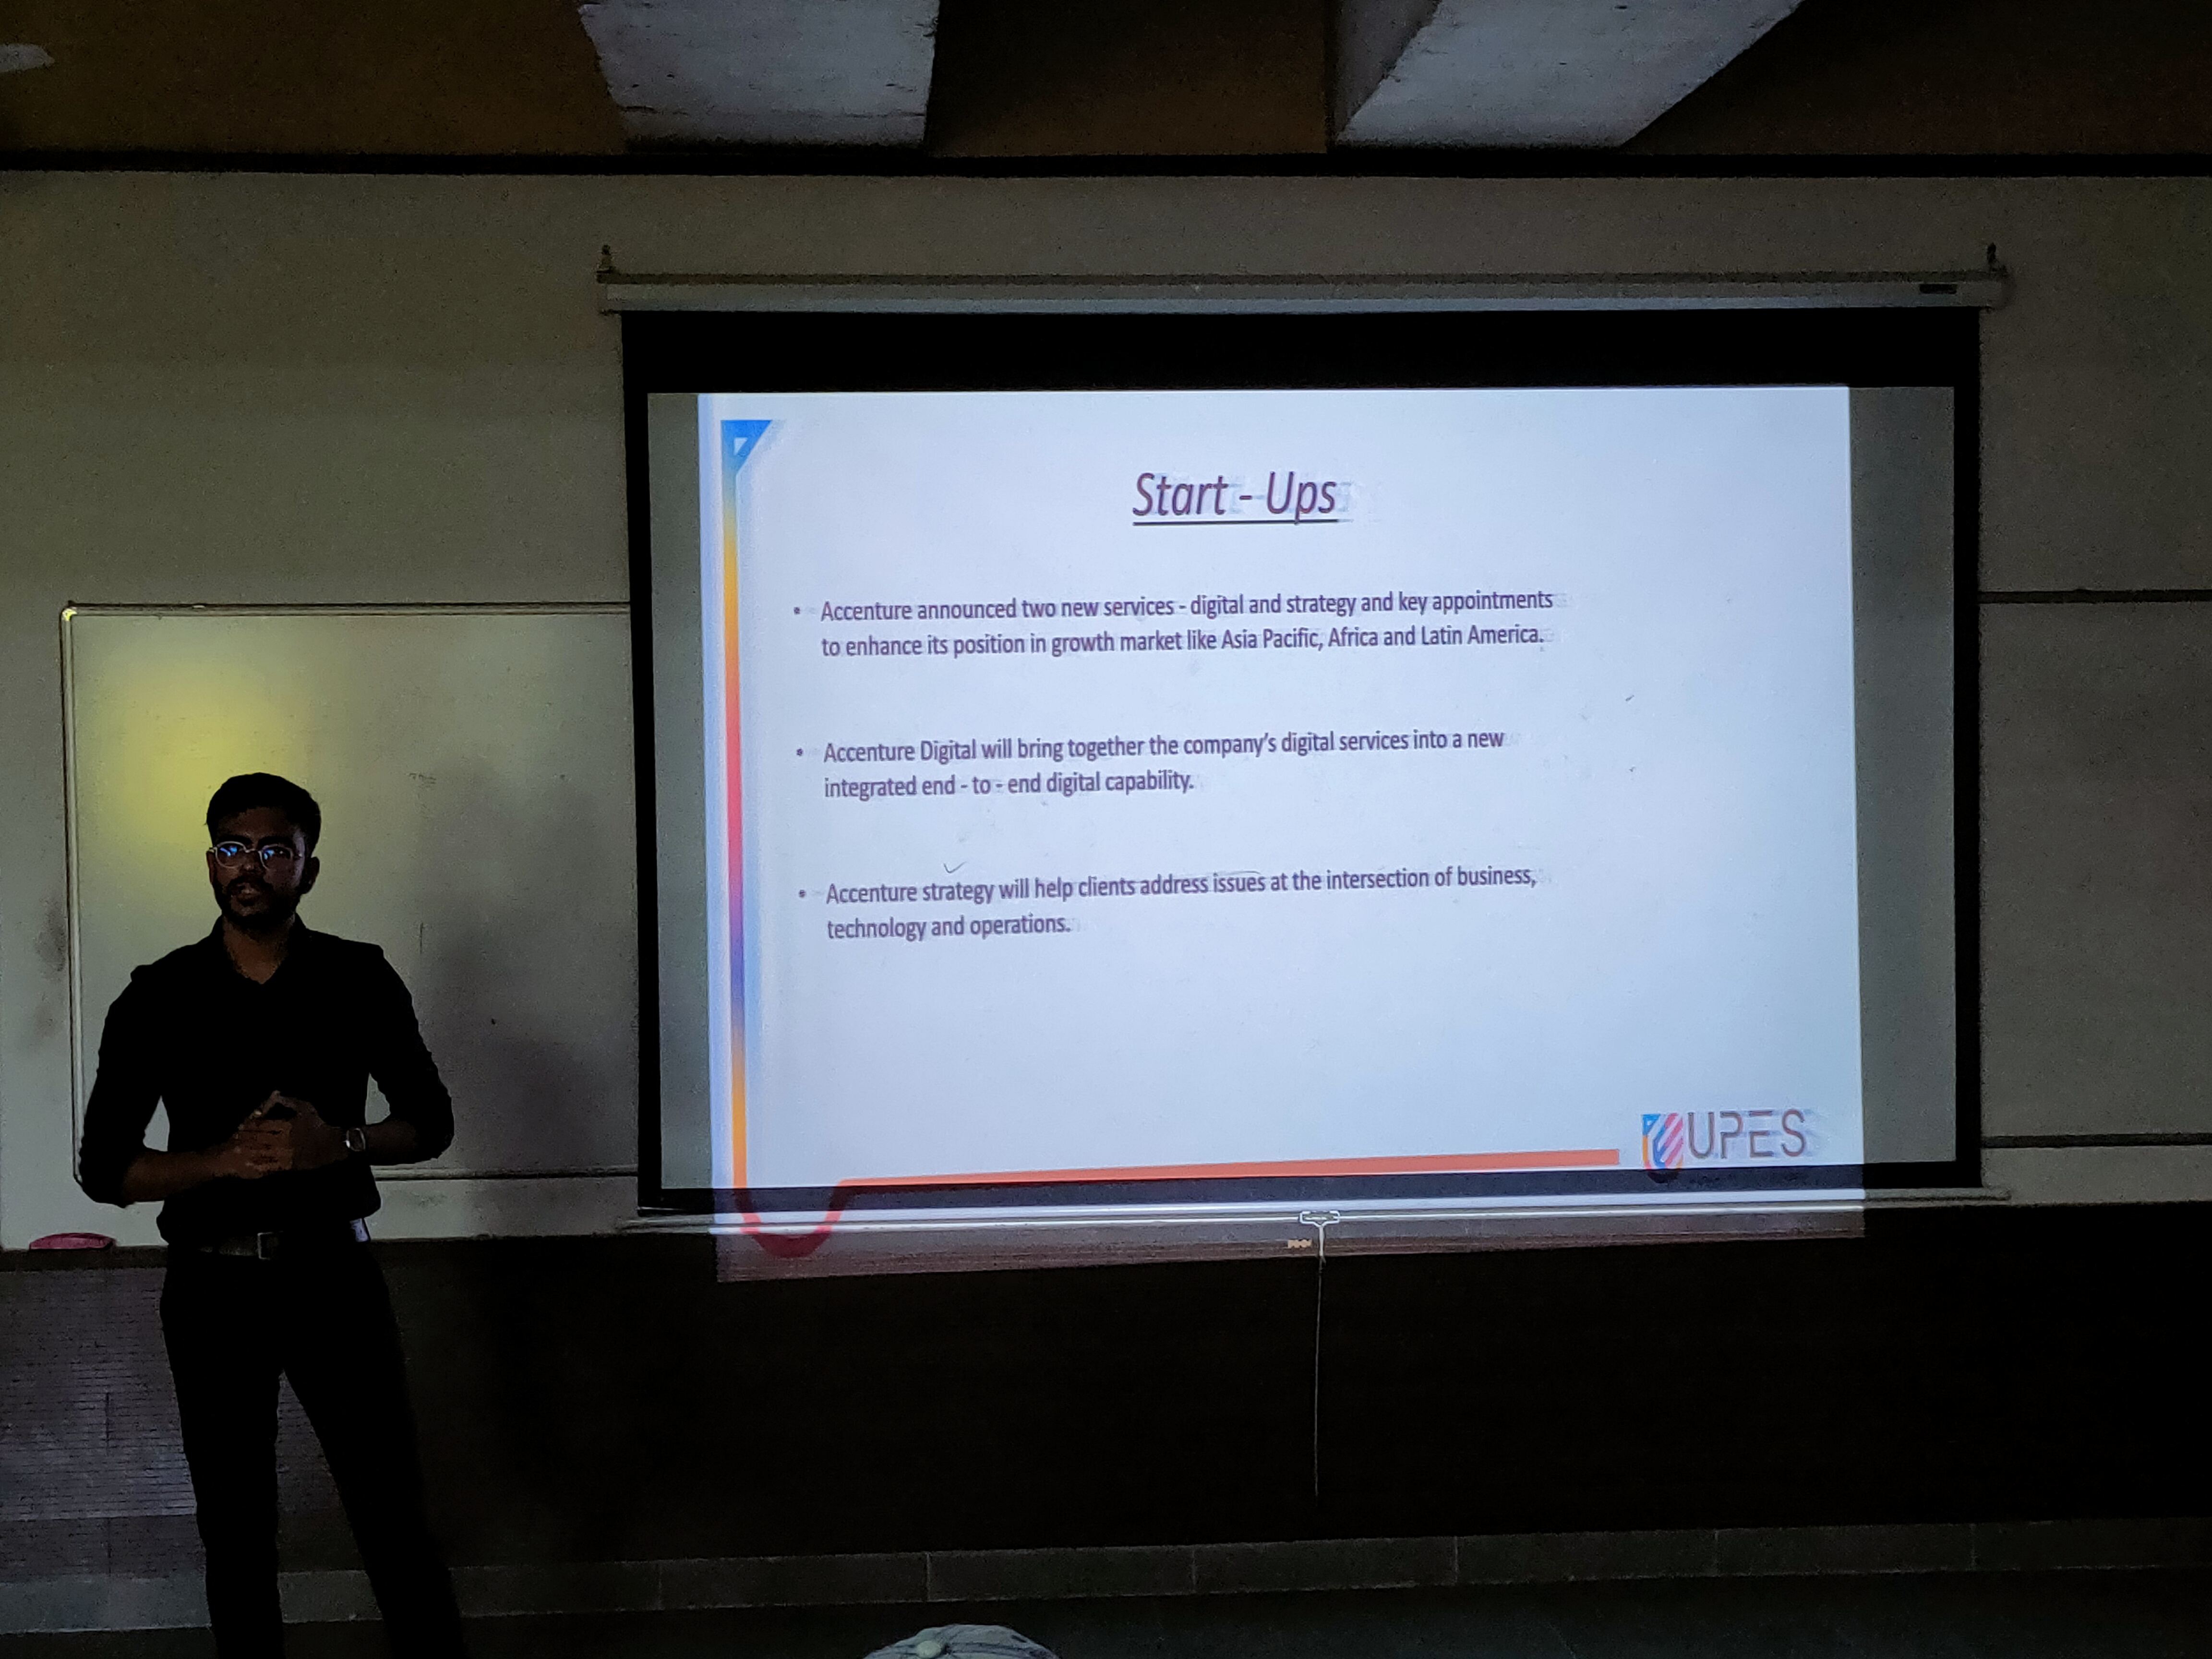 Start - Ups
• Accenture announced two new services - digital and strategy and key appointments
to enhance its position in growth market like Asia Pacific, Africa and Latin America.
• Accenture Digital will bring together the company's digital services into a new
integrated end - to - end digital capability.
• Accenture strategy will help clients address issues at the intersection of business,
technology and operations.
UPES